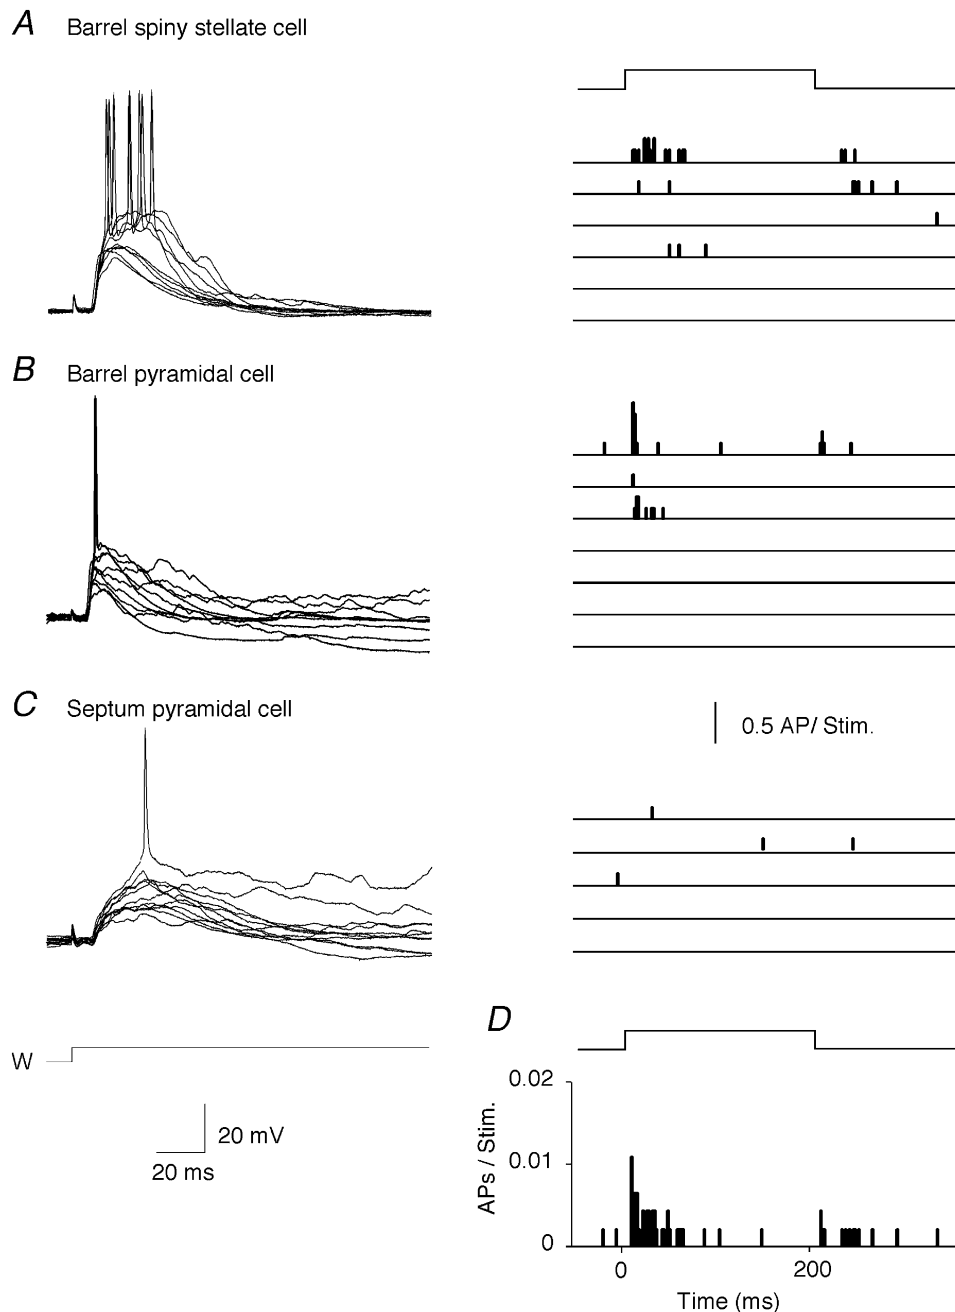 A Barrel spiny stellate cell
B Barrel pyramidal cell
C Septum pyramidal cell
0.5 AP/ Stim.
W
20 mV
20 ms
D
0.02
0.01
0
APs / Stim.
0 200
Time (ms)